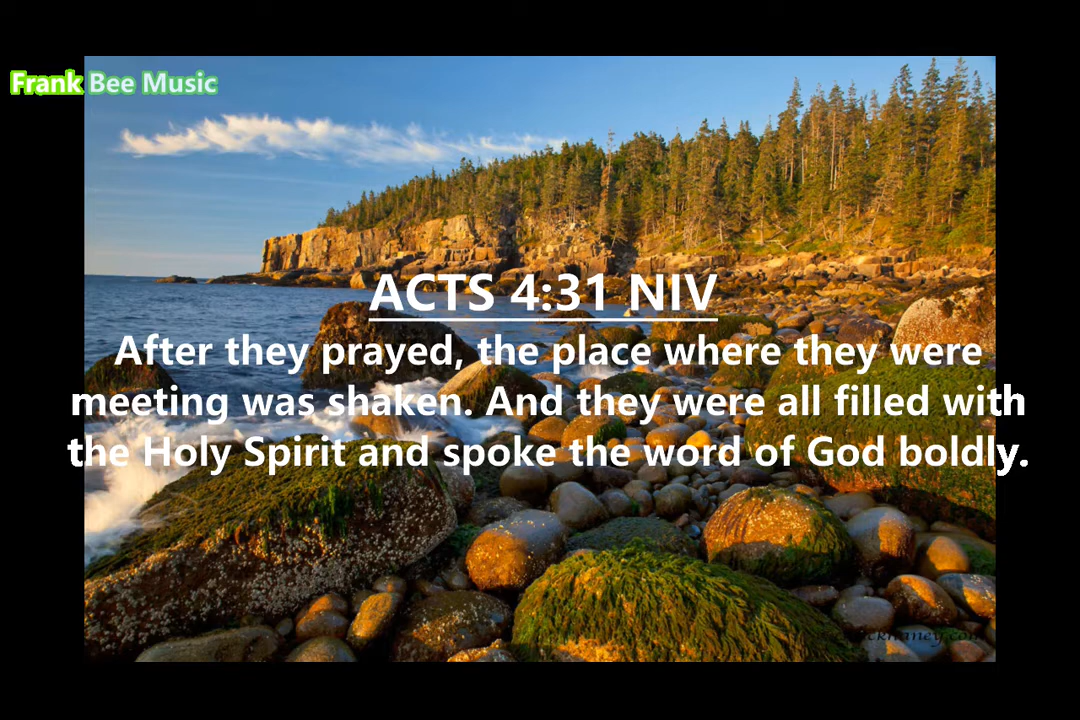 Frank Bee Music
ACTS 4:31 NIV
After they prayed, the place where they were
meeting was shaken. And they were all filled with
the Holy Spirit and spoke the word of God boldly.